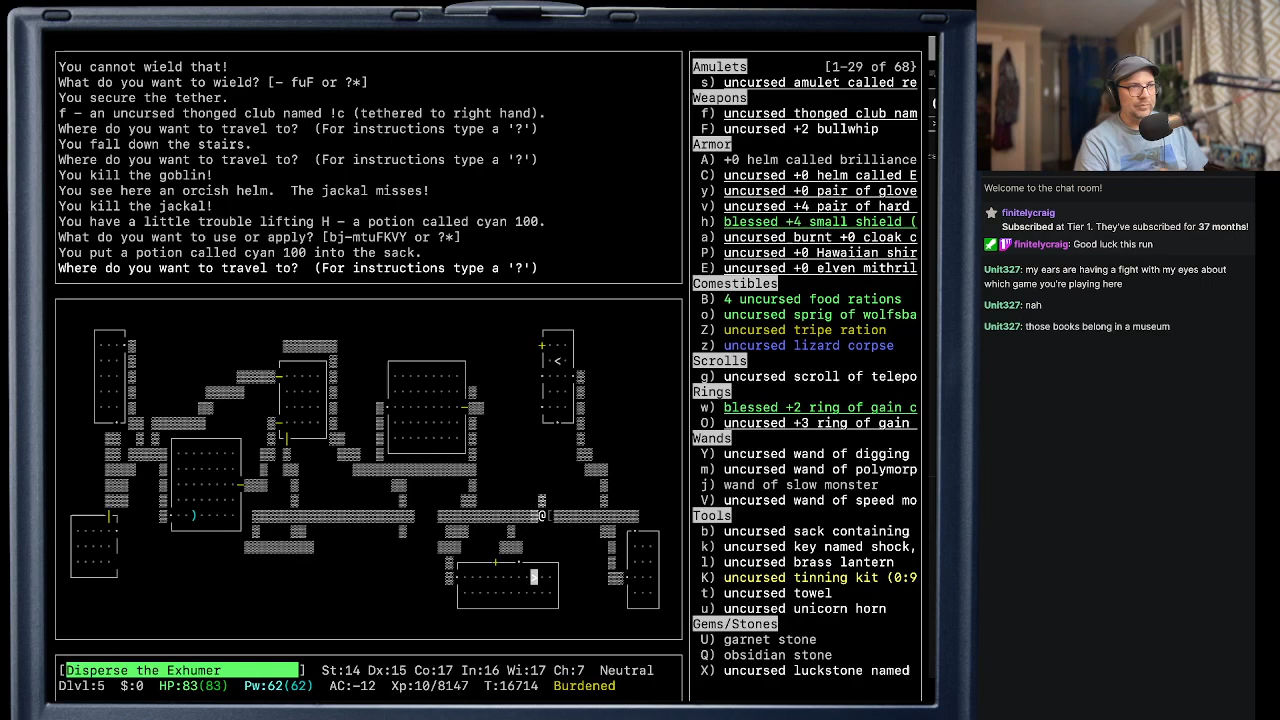 You cannot wield that!
What do you want to wield? [- fuF or ?*]
You secure the tether.
f - an uncursed thonged club named !c (tethered to right hand).
Where do you want to travel to?  (For instructions type a '?')
You fall down the stairs.
Where do you want to travel to?  (For instructions type a '?')
You kill the goblin!
You see here an orcish helm.  The jackal misses!
You kill the jackal!
You have a little trouble lifting H - a potion called cyan 100.
What do you want to use or apply? [bj-mtuFKVY or ?*]
You put a potion called cyan 100 into the sack.
Where do you want to travel to?  (For instructions type a '?')
[Disperse the Exhumer ] St:14 Dx:15 Co:17 In:16 Wi:17 Ch:7 Neutral
Dlvl:5 $:0 HP:83(83) Pw:62(62) AC:-12 Xp:10/8147 T:16714 Burdened
Amulets [1-29 of 68}
s) uncursed amulet called re
Weapons
f) uncursed thonged club nam
F) uncursed +2 bullwhip
Armor
A) +0 helm called brilliance
C) uncursed +0 helm called E
y) uncursed +0 pair of glove
v) uncursed +4 pair of hard
h) blessed +4 small shield (
a) uncursed burnt +0 cloak c
P) uncursed +0 Hawaiian shir
E) uncursed +0 elven mithril
Comestibles
B) 4 uncursed food rations
o) uncursed sprig of wolfsba
Z) uncursed tripe ration
z) uncursed lizard corpse
Scrolls
g) uncursed scroll of telepo
Rings
w) blessed +2 ring of gain c
O) uncursed +3 ring of gain
Wands
Y) uncursed wand of digging
m) uncursed wand of polymorp
j) wand of slow monster
V) uncursed wand of speed mo
Tools
b) uncursed sack containing
k) uncursed key named shock,
l) uncursed brass lantern
K) uncursed tinning kit (0:9
t) uncursed towel
u) uncursed unicorn horn
Gems/Stones
U) garnet stone
Q) obsidian stone
X) uncursed luckstone named
Welcome to the chat room!
finitelycraig
Subscribed at Tier 1. They've subscribed for 37 months!
finitelycraig: Good luck this run
Unit327: my ears are having a fight with my eyes about
which game you're playing here
Unit327: nah
Unit327: those books belong in a museum